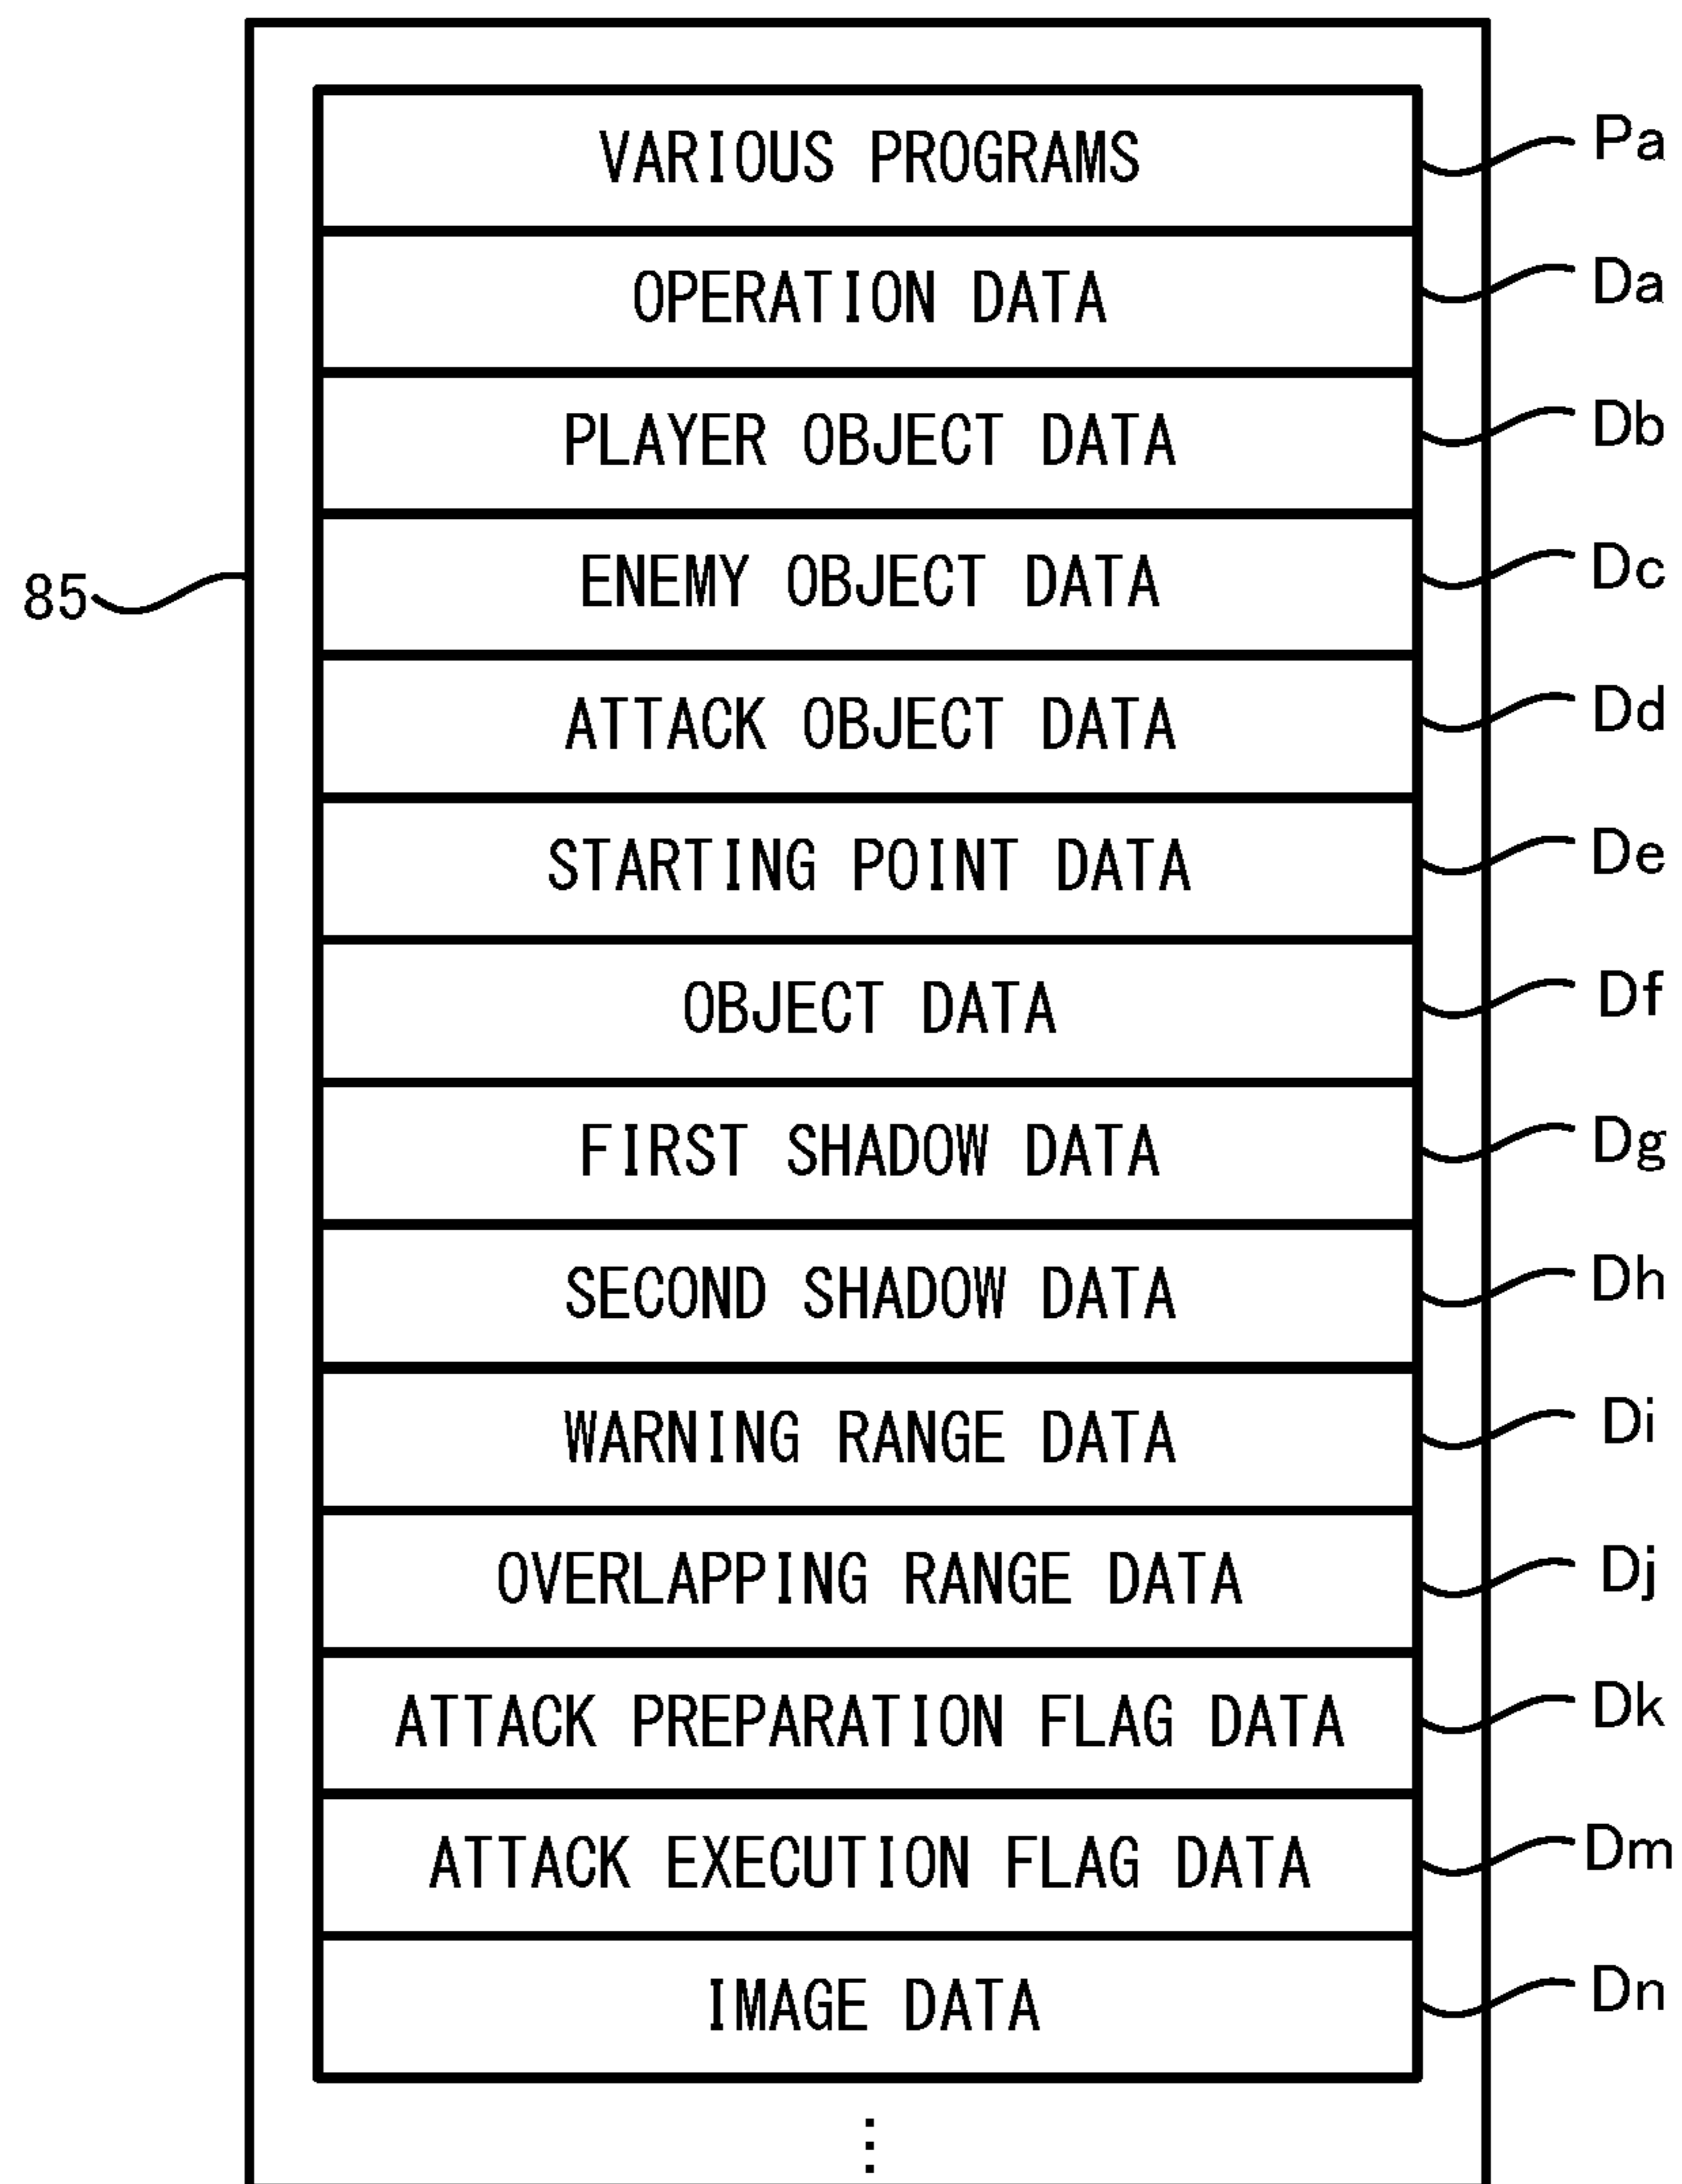 VARIOUS PROGRAMS Pa
OPERATION DATA Da
PLAYER OBJECT DATA Db
ENEMY OBJECT DATA Dc
85
ATTACK OBJECT DATA Dd
STARTING POINT DATA De
OBJECT DATA Df
FIRST SHADOW DATA Dg
SECOND SHADOW DATA Dh
WARNING RANGE DATA Di
OVERLAPPING RANGE DATA Dj
ATTACK PREPARATION FLAG DATA Dk
ATTACK EXECUTION FLAG DATA Dm
IMAGE DATA Dn